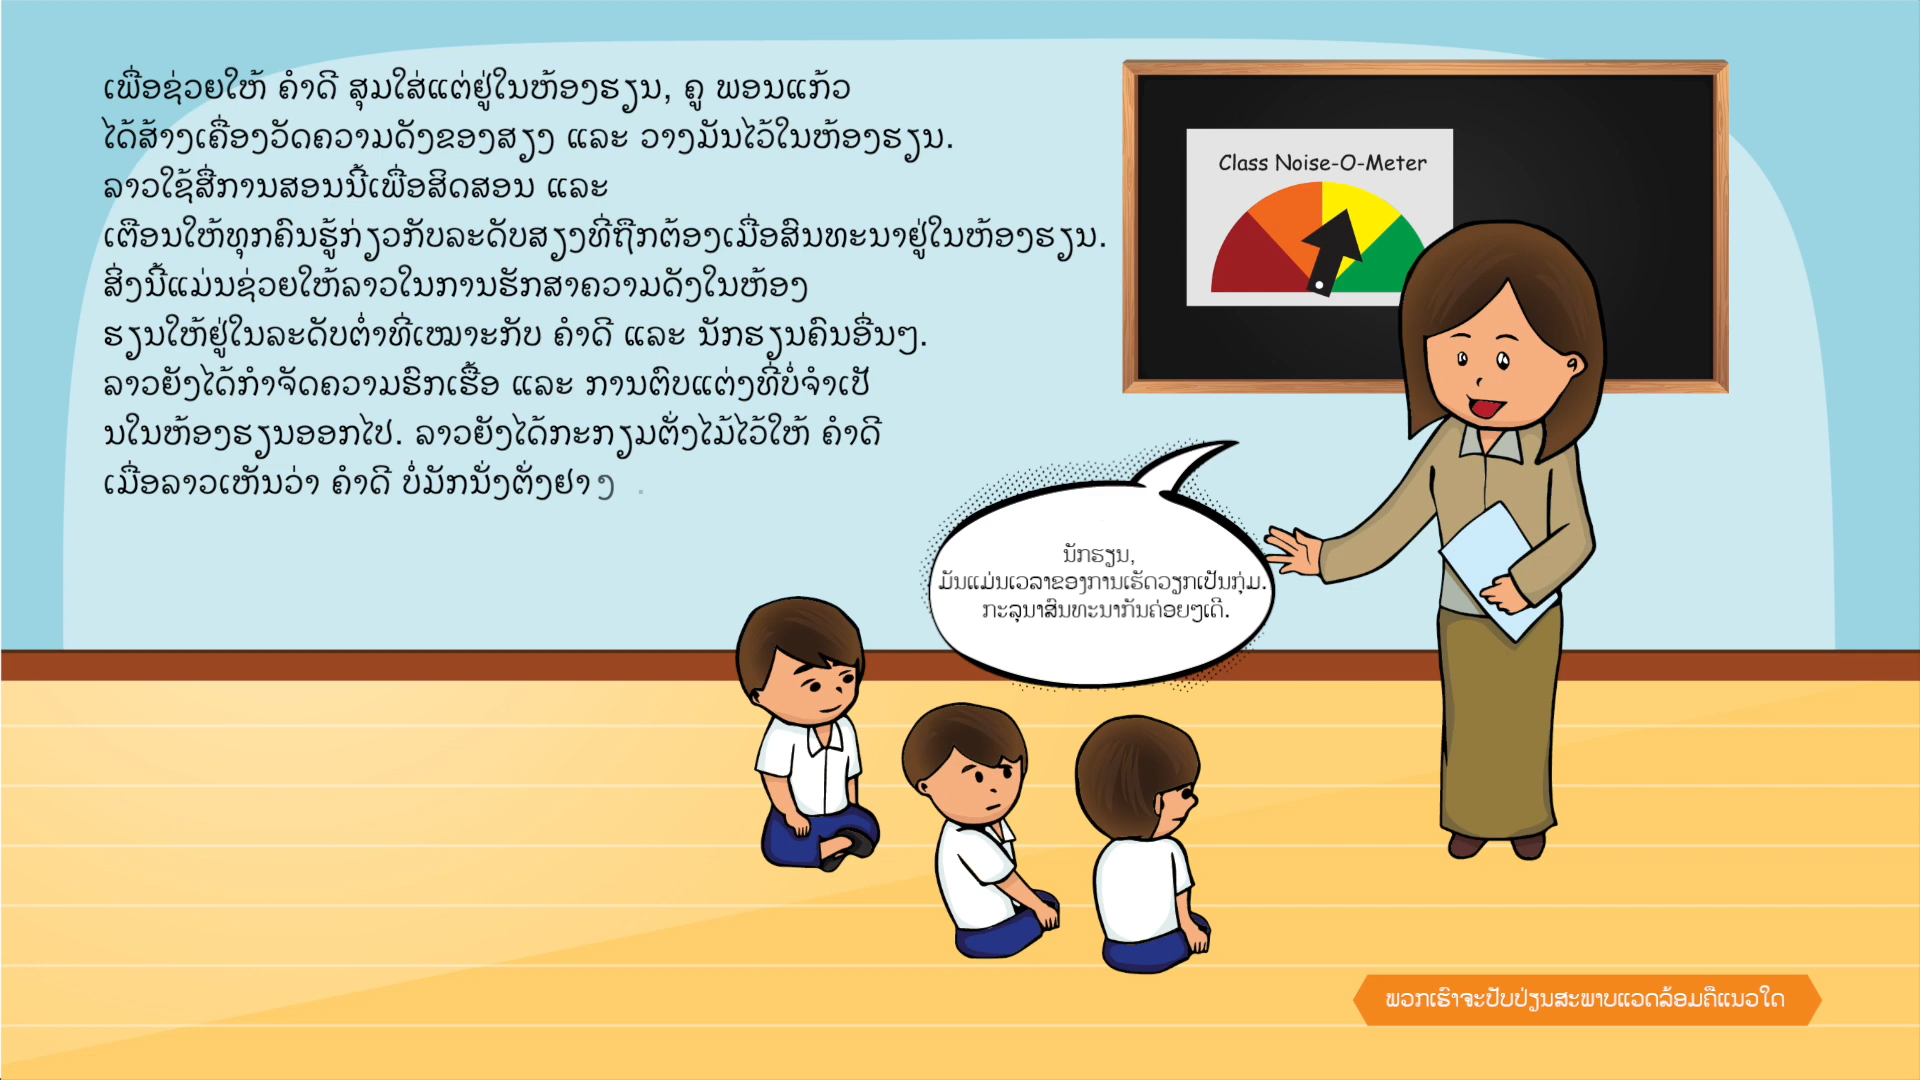 ເພື່ອຊ່ວຍໃຫ້ ຄຳດີ ສຸມໃສ່ແຕ່ຢູ່ໃນຫ້ອງຮຽນ, ຄູ ພອນແກ້ວ
ໄດ້ສ້າງເຄື່ອງວັດຄວາມດັງຂອງສຽງ ແລະ ວາງມັນໄວ້ໃນຫ້ອງຮຽນ.
ລາວໃຊ້ສື່ການສອນນີ້ເພື່ອສິດສອນ ແລະ
ເຕືອນໃຫ້ທຸກຄົນຮູ້ກ່ຽວກັບລະດັບສຽງທີ່ຖືກຕ້ອງເມື່ອສົນທະນາຢູ່ໃນຫ້ອງຮຽນ.
ສິ່ງນີ້ແມ່ນຊ່ວຍໃຫ້ລາວໃນການຮັກສາຄວາມດັງໃນຫ້ອງ
ຮຽນໃຫ້ຢູ່ໃນລະດັບຕໍ່າທີ່ເໝາະກັບ ຄຳດີ ແລະ ນັກຮຽນຄົນອື່ນໆ.
ລາວຍັງໄດ້ກຳຈັດຄວາມຮົກເຮື້ອ ແລະ ການຕົບແຕ່ງທີ່ບໍ່ຈຳເປັ
ນໃນຫ້ອງຮຽນອອກໄປ. ລາວຍັງໄດ້ກະກຽມຕັ່ງໄມ້ໄວ້ໃຫ້ ຄຳດີ
ເມື່ອລາວເຫັນວ່າ ຄຳດີ ບໍ່ມັກນັ່ງຕັ່ງຢາງ .
Class Noise-O-Meter
ນັກຮຽນ,
ມັນແມ່ນເວລາຂອງການເຮັດວຽກເປັນກຸ່ມ.
ກະລຸນາສົນທະນາກັນຄ່ອຍໆເດີ.
ພວກເຮົາຈະປັບປ່ຽນສະພາບແວດລ້ອມຄືແນວໃດ